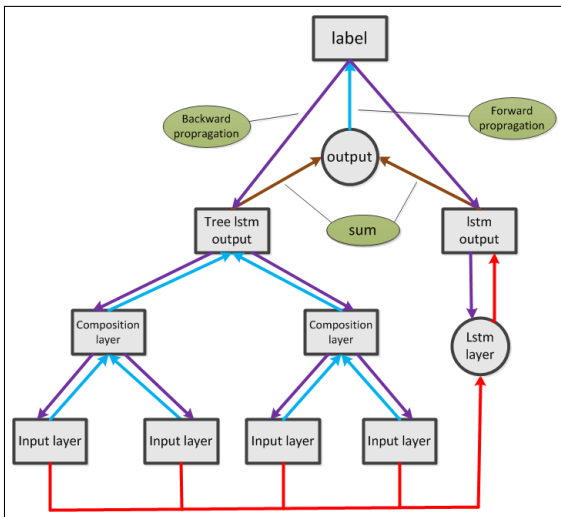 label
Backward
propragation
Forward
propragation
output
Tree lstm
output
sum
lstm
output
Composition
layer
Composition
layer
Lstm
layer
Input layer
Input layer
Input layer
Input layer